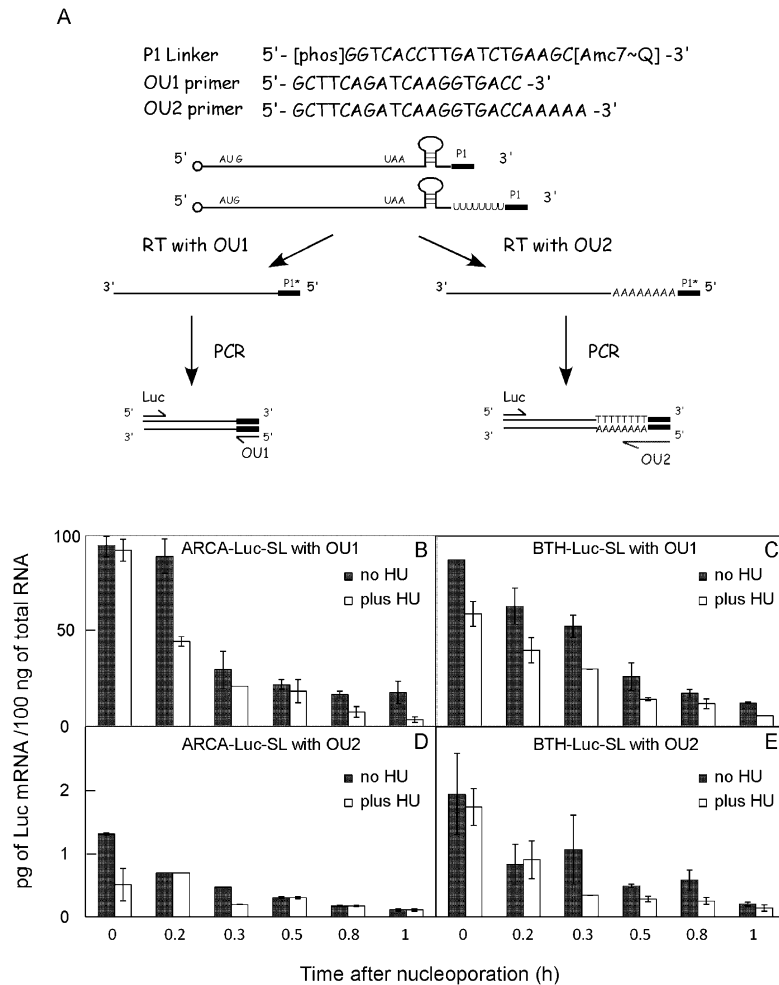 A
P1 Linker 5'- [phos]GGTCACCTTGATCTGAAGC[Amc7~Q] -3'
OU1 primer 5'- GCTTCAGATCAAGGTGACC -3'
OU2 primer 5'- GCTTCAGATCAAGGTGACCAAAAA -3'
5' AUG UAA P1 3'
5' AUG UAA UUUUUUU P1 3'
RT with OU1 RT with OU2
3' P1* 5' 3' AAAAAAAA P1* 5'
PCR PCR
Luc Luc
5' 3' 5' TTTTTTT 3'
3' 5' 3' AAAAAAAA 5'
OU1 OU2
pg of Luc mRNA /100 ng of total RNA
100 ARCA-Luc-SL with OU1 B BTH-Luc-SL with OU1 C
no HU no HU
plus HU plus HU
50
0
ARCA-Luc-SL with OU2 D BTH-Luc-SL with OU2 E
no HU no HU
2 plus HU plus HU
1
0
0 0.2 0.3 0.5 0.8 1 0 0.2 0.3 0.5 0.8 1
Time after nucleoporation (h)